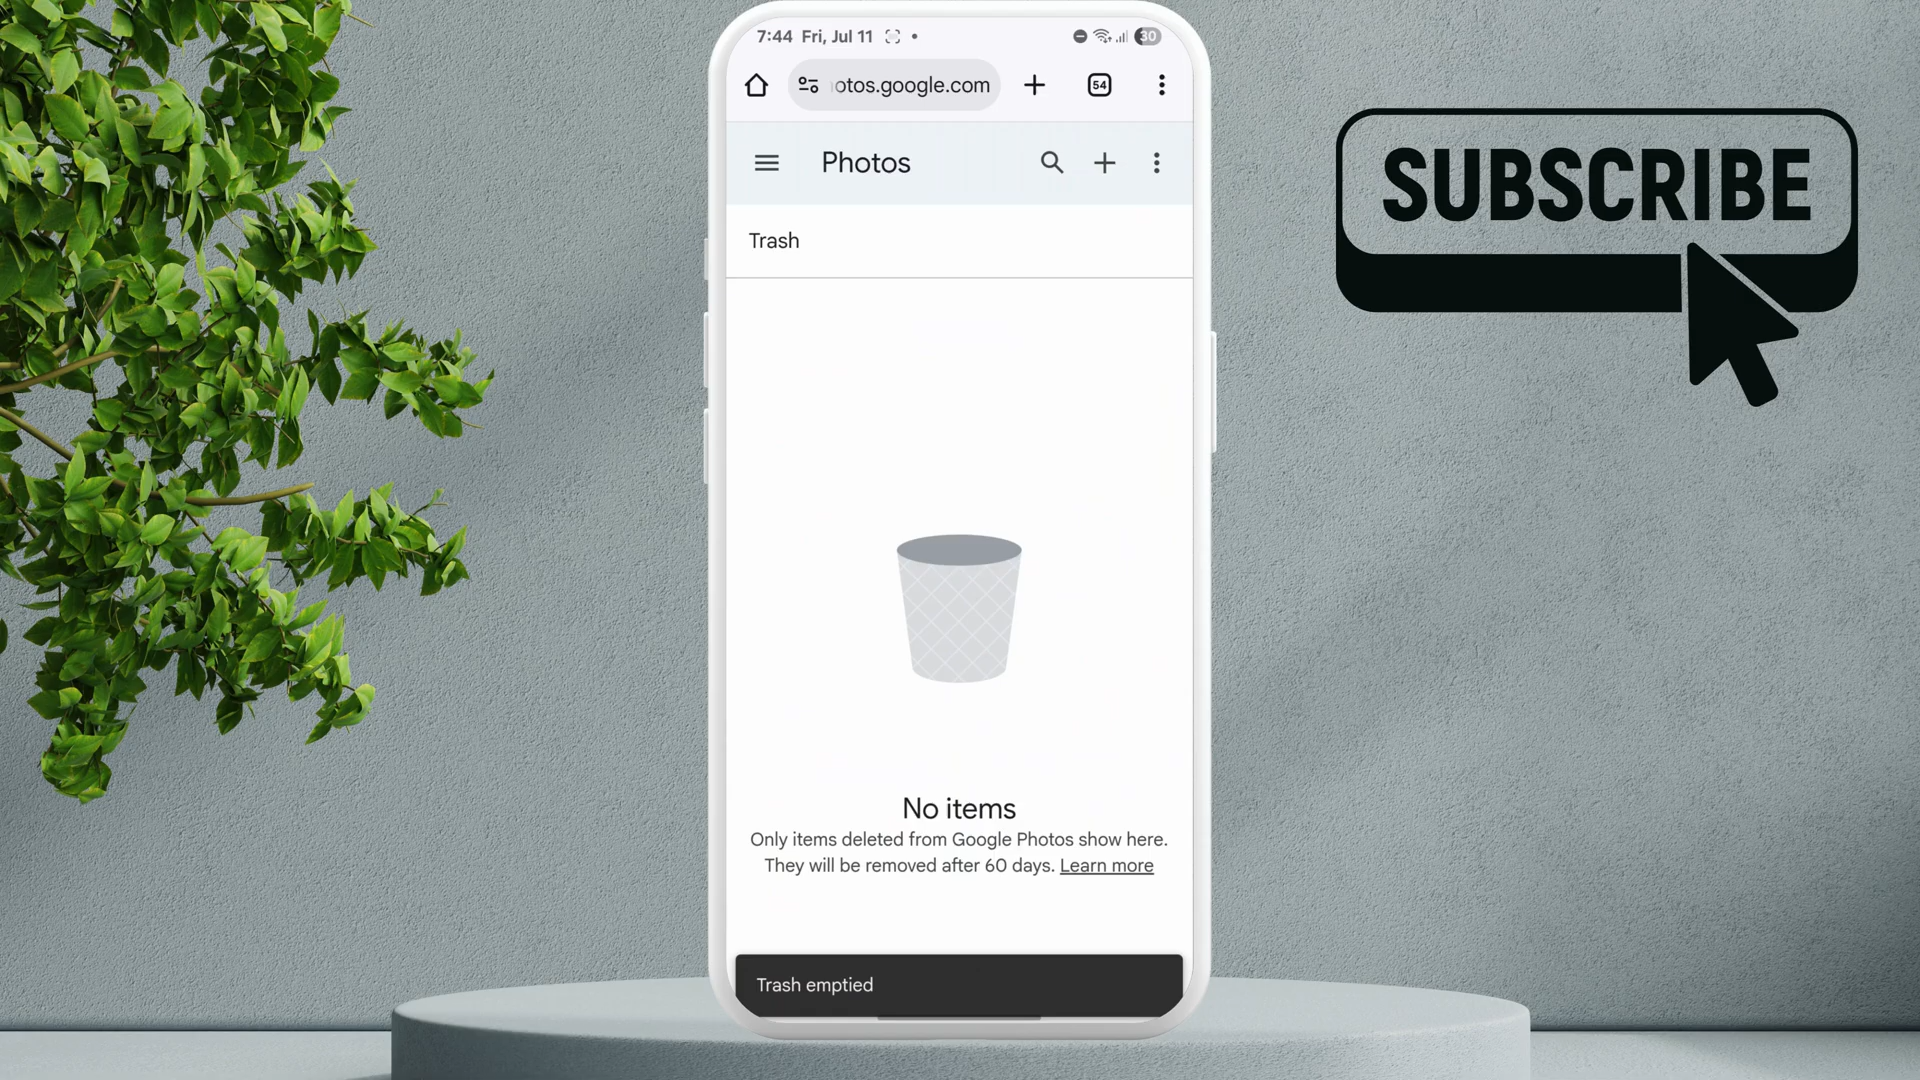 7:44 Fri, Jul 11
30
otos.google.com
54
Photos
Trash
No items
Only items deleted from Google Photos show here.
They will be removed after 60 days. Learn more
Trash emptied
SUBSCRIBE